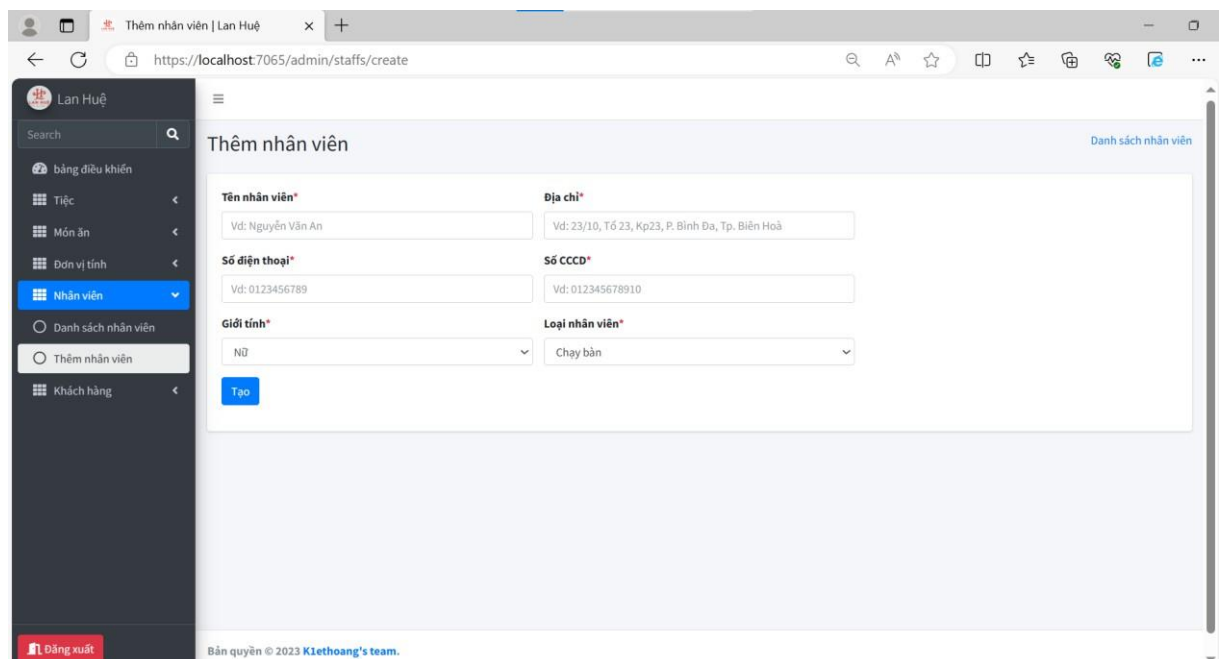 Thêm nhân viên | Lan Huệ
https://localhost:7065/admin/staffs/create
Lan Huệ
Search
Thêm nhân viên
Danh sách nhân viên
bảng điều khiển
Tiệc
Món ăn
Đơn vị tính
Nhân viên
Danh sách nhân viên
Thêm nhân viên
Khách hàng
Tên nhân viên*
Địa chỉ*
Vd: Nguyễn Văn An
Vd: 23/10, Tổ 23, Kp23, P. Bình Đa, Tp. Biên Hoà
Số điện thoại*
Số CCCD*
Vd: 0123456789
Vd: 012345678910
Giới tính*
Loại nhân viên*
Nữ
Chạy bàn
Tạo
Đăng xuất
Bản quyền © 2023 K1ethoang's team.